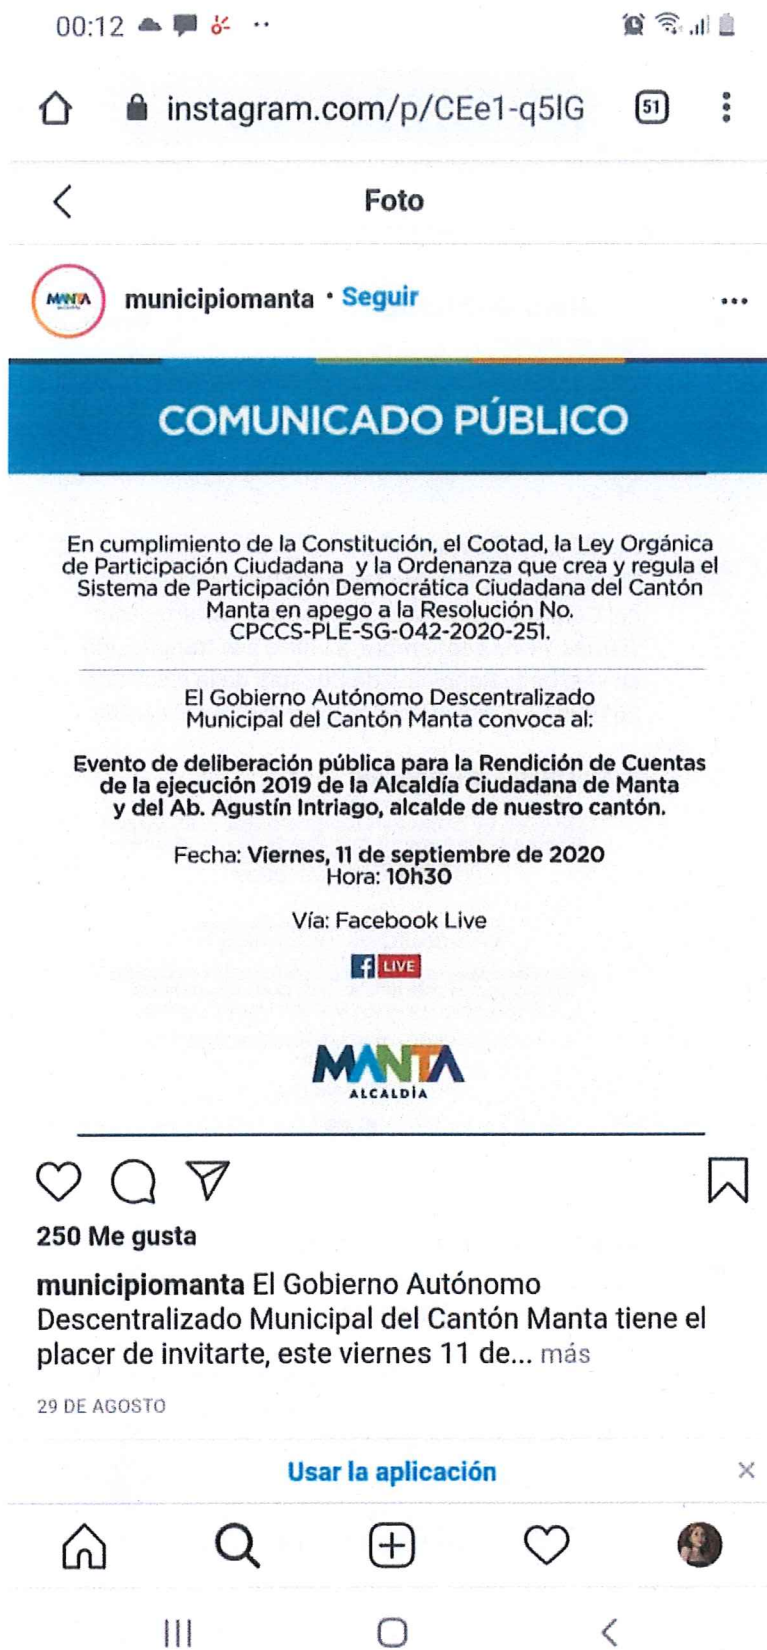 00:12
instagram.com/p/CEe1-q5lG
51
Foto
MANTA
municipiomanta • Seguir
COMUNICADO PÚBLICO
En cumplimiento de la Constitución, el Cootad, la Ley Orgánica
de Participación Ciudadana y la Ordenanza que crea y regula el
Sistema de Participación Democrática Ciudadana del Cantón
Manta en apego a la Resolución No.
CPCCS-PLE-SG-042-2020-251.
El Gobierno Autónomo Descentralizado
Municipal del Cantón Manta convoca al:
Evento de deliberación pública para la Rendición de Cuentas
de la ejecución 2019 de la Alcaldía Ciudadana de Manta
y del Ab. Agustín Intriago, alcalde de nuestro cantón.
Fecha: Viernes, 11 de septiembre de 2020
Hora: 10h30
Vía: Facebook Live
f LIVE
MANTA
ALCALDÍA
250 Me gusta
municipiomanta El Gobierno Autónomo
Descentralizado Municipal del Cantón Manta tiene el
placer de invitarte, este viernes 11 de... más
29 DE AGOSTO
Usar la aplicación